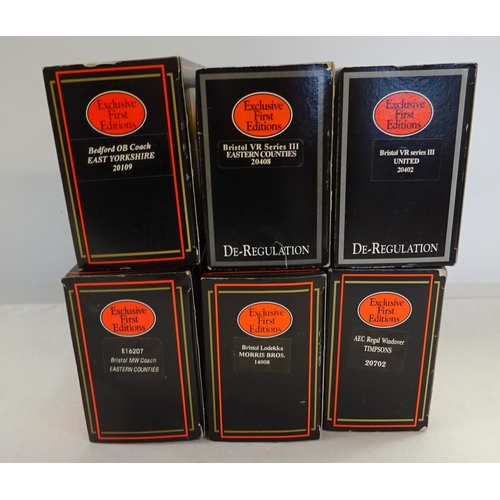 Exclusive
First
Editions
Bedford OB Coach
EAST YORKSHIRE
20109
Exclusive
First
Editions
Bristol VR Series III
EASTERN COUNTIES
20408
DE-REGULATION
Exclusive
First
Editions
Bristol VR series III
UNITED
20402
DE-REGULATION
Exclusive
First
Editions
E16207
Bristol MW Coach
EASTERN COUNTIES
Exclusive
First
Editions
Bristol Lodekka
MORRIS BROS.
14008
Exclusive
First
Editions
AEC Regal Windover
TIMPSONS
20702